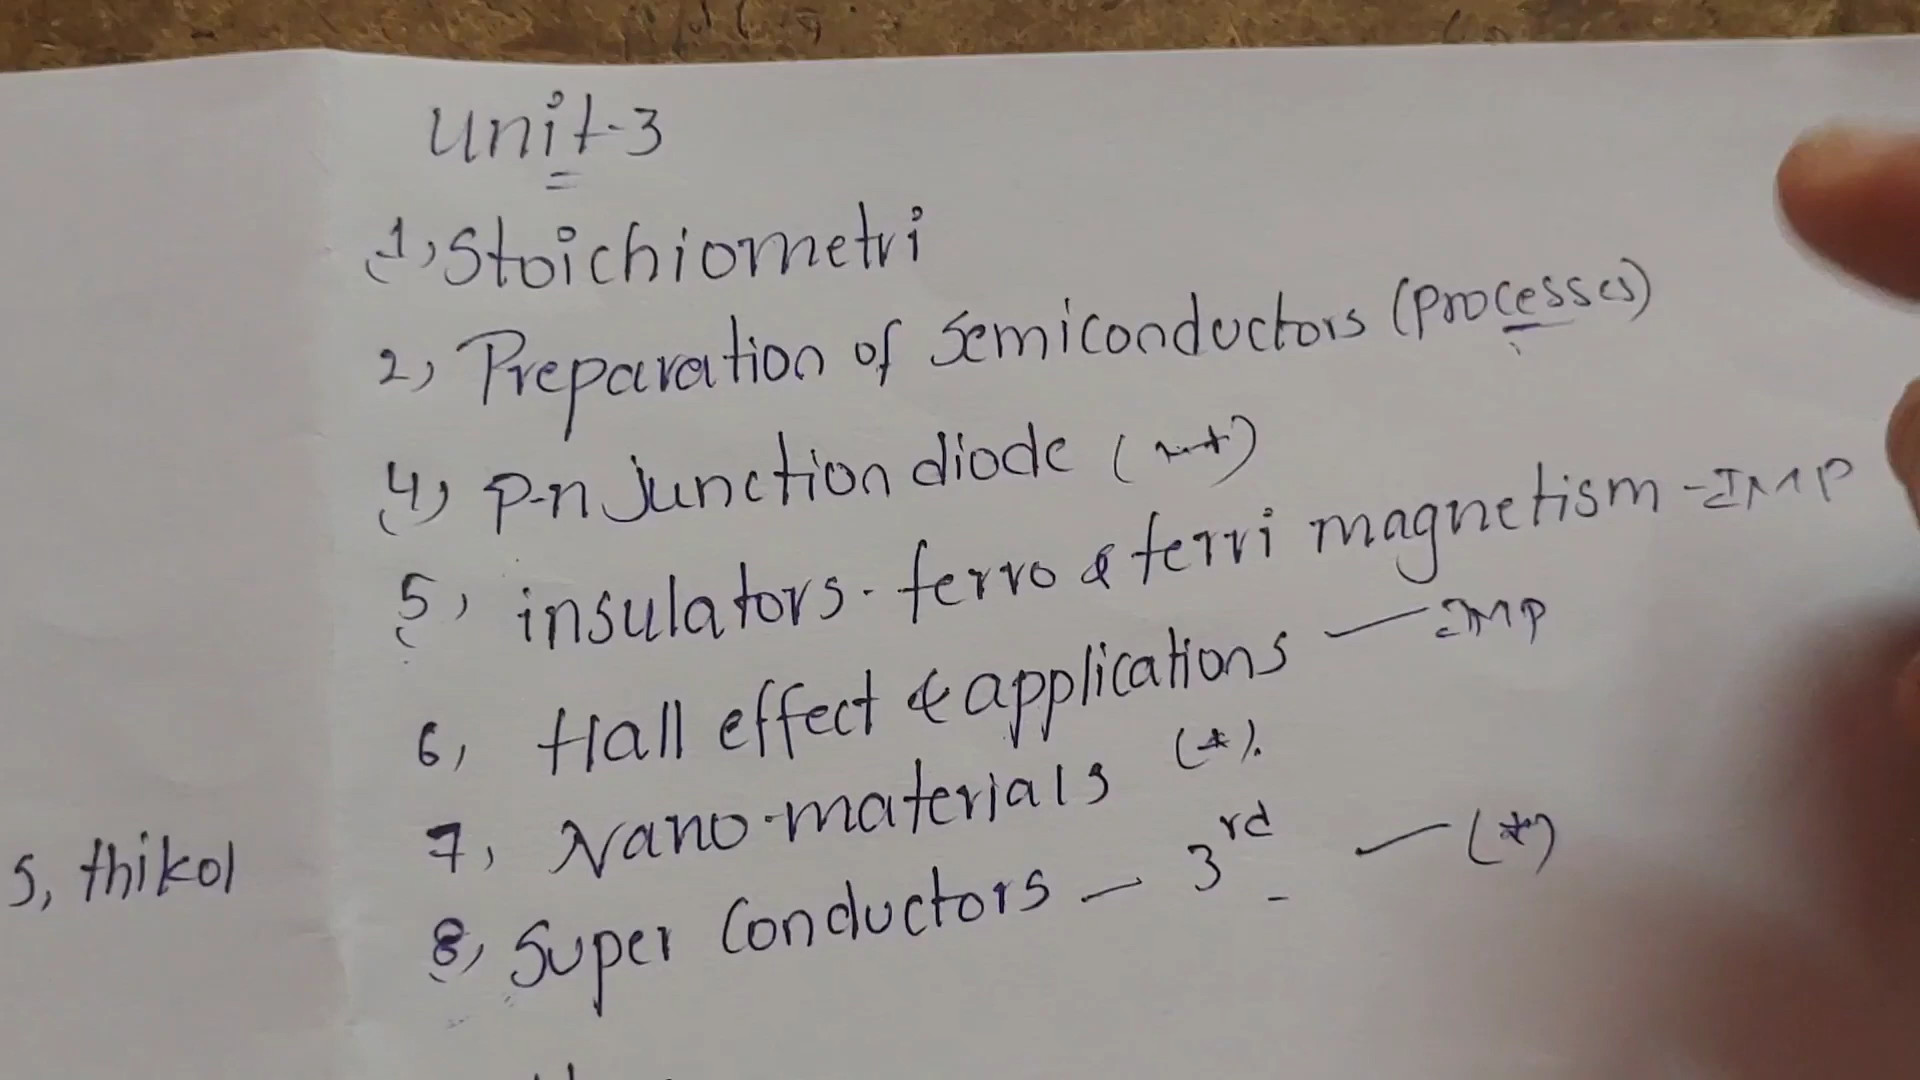 Unit-3
1, Stoichiometri
2, Preparation of Semiconductors (Processes)
4, P-n Junction diode (**)
5, insulators - ferro & ferri magnetism - IMP
6, Hall effect & applications — IMP
7, Nano-materials (*).
8, Super Conductors — 3rd — (*)
5, thikol